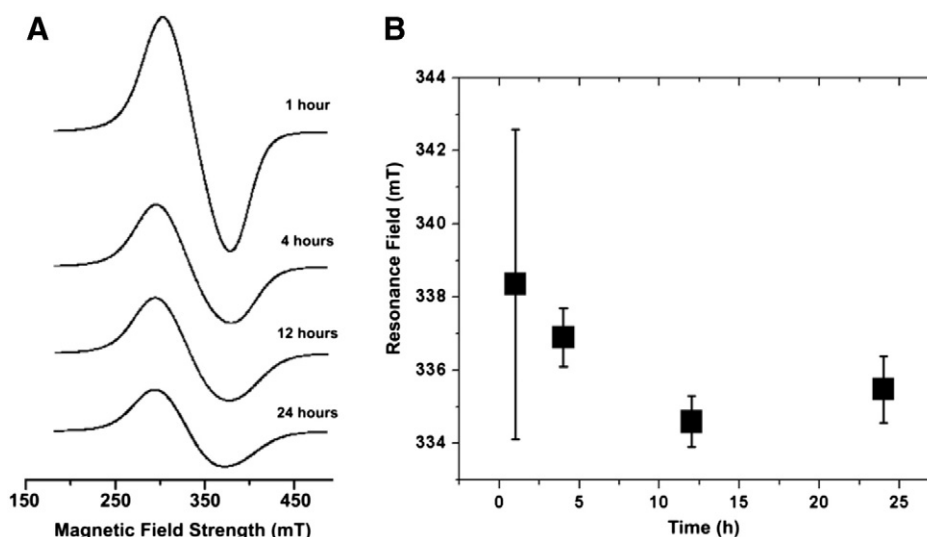 A
1 hour
4 hours
12 hours
24 hours
150 250 350 450
Magnetic Field Strength (mT)
B
344
342
340
338
336
334
Resonance Field (mT)
0 5 10 15 20 25
Time (h)